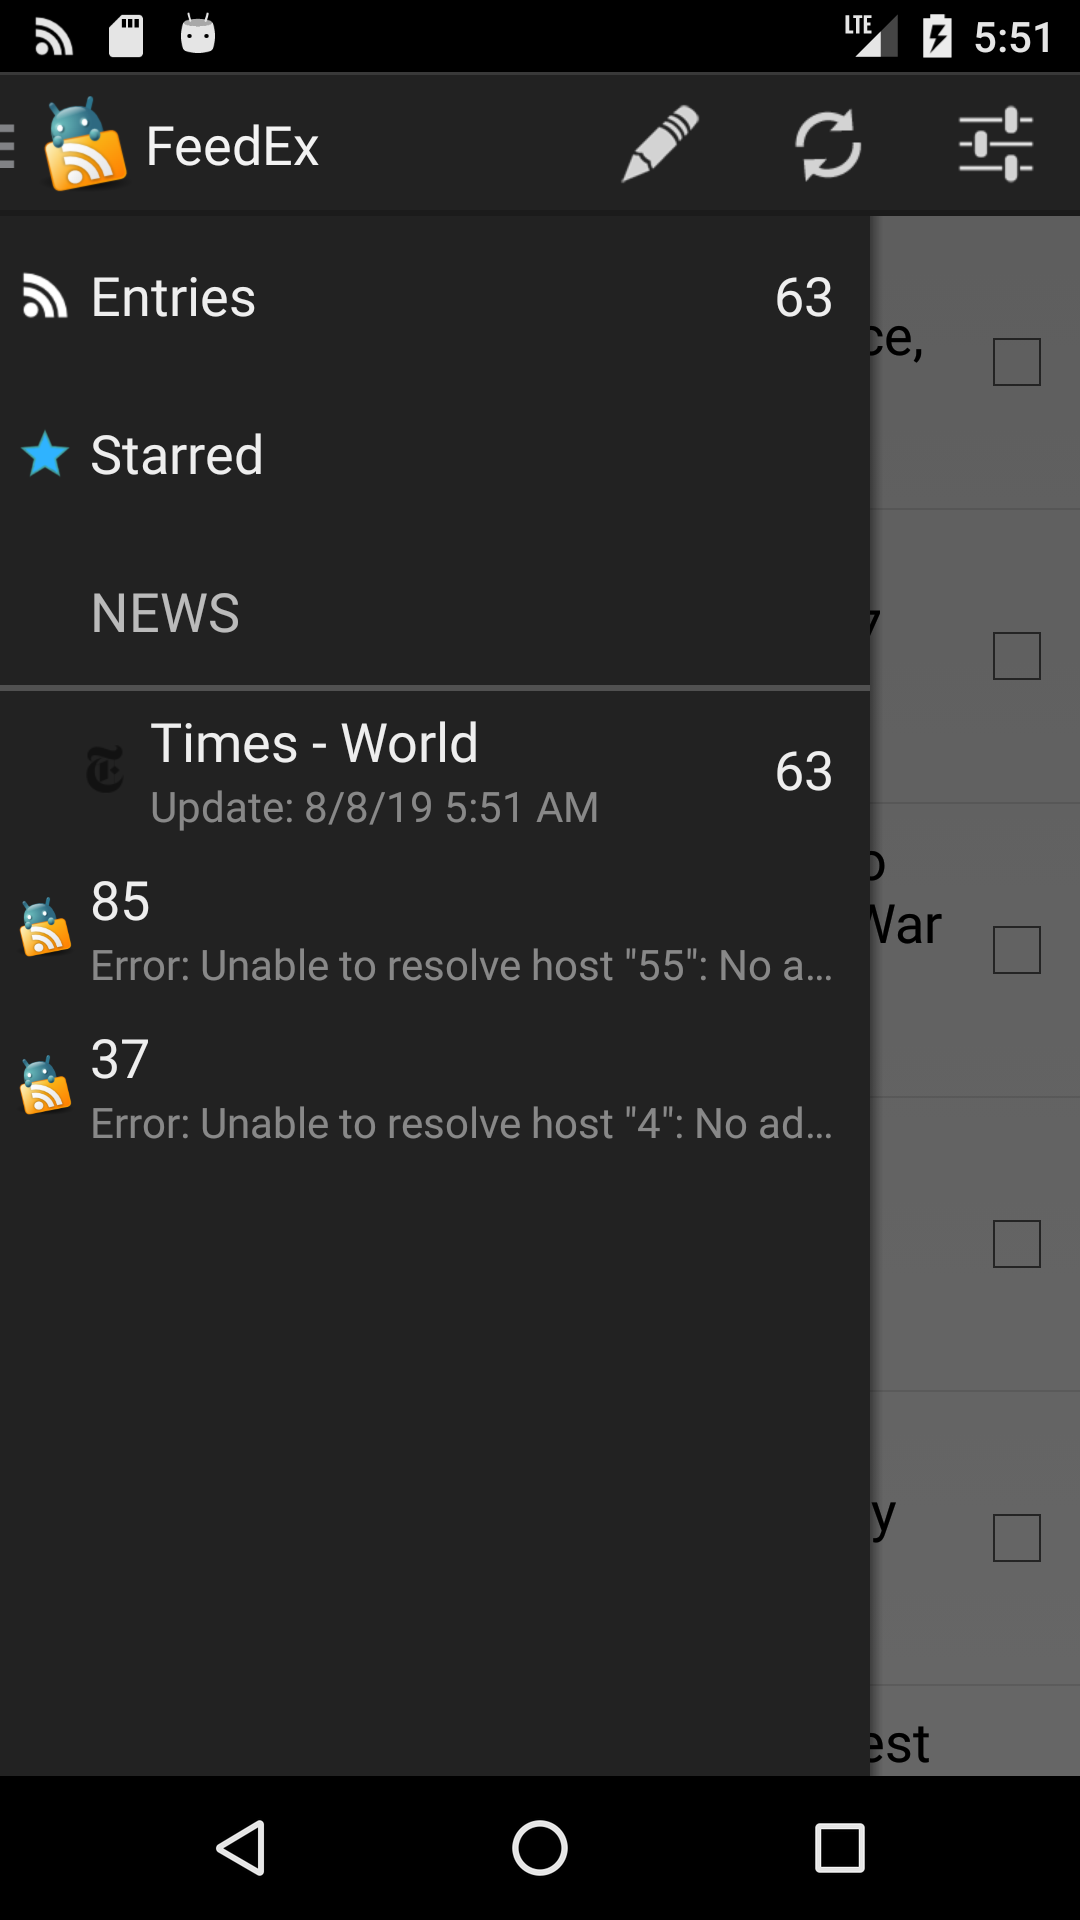 LTE 5:51
FeedEx
Entries 63
ce,
Starred
NEWS
Times - World 63
Update: 8/8/19 5:51 AM
85
War
Error: Unable to resolve host "55": No a...
37
Error: Unable to resolve host "4": No ad...
y
est